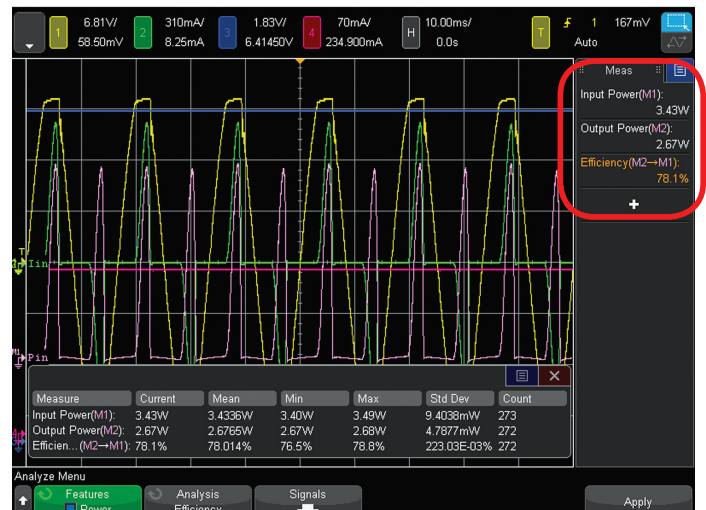 1 6.81V/ 2 310mA/ 3 1.83V/ 4 70mA/ H 10.00ms/ T 1 167mV
58.50mV 8.25mA 6.41450V 234.900mA 0.0s Auto
Meas
Input Power(M1):
3.43W
Output Power(M2):
2.67W
Efficiency(M2→M1):
78.1%
+
T
Iin
Pin
Measure Current Mean Min Max Std Dev Count
Input Power(M1): 3.43W 3.4336W 3.40W 3.49W 9.4038mW 273
Output Power(M2): 2.67W 2.6765W 2.67W 2.68W 4.7877mW 272
Efficien...(M2→M1): 78.1% 78.014% 76.5% 78.8% 223.03E-03% 272
Analyze Menu
Features Analysis Signals Apply
Power Efficiency